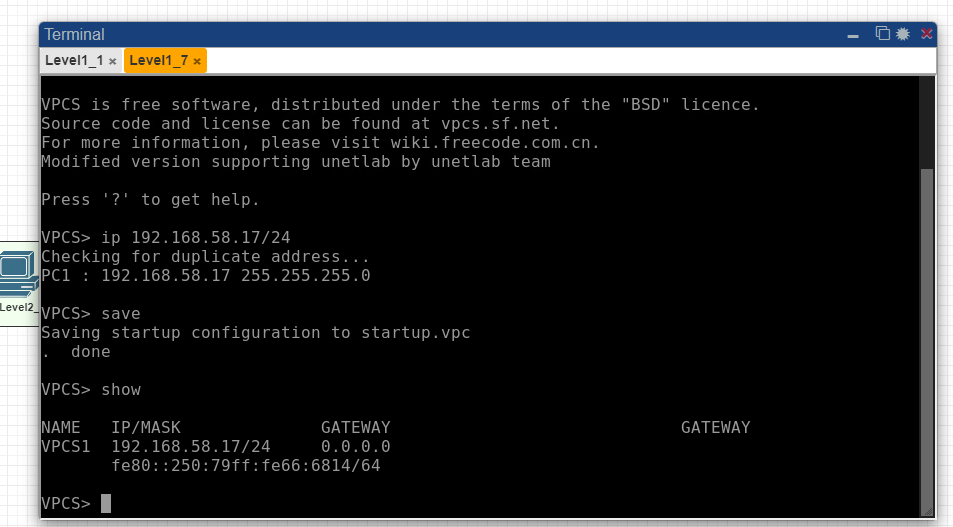 Terminal
Level1_1 × Level1_7 ×
VPCS is free software, distributed under the terms of the "BSD" licence.
Source code and license can be found at vpcs.sf.net.
For more information, please visit wiki.freecode.com.cn.
Modified version supporting unetlab by unetlab team
Press '?' to get help.
VPCS> ip 192.168.58.17/24
Checking for duplicate address...
PC1 : 192.168.58.17 255.255.255.0
VPCS> save
Saving startup configuration to startup.vpc
.  done
VPCS> show
NAME   IP/MASK              GATEWAY                             GATEWAY
VPCS1  192.168.58.17/24     0.0.0.0
       fe80::250:79ff:fe66:6814/64
VPCS>
Level2_